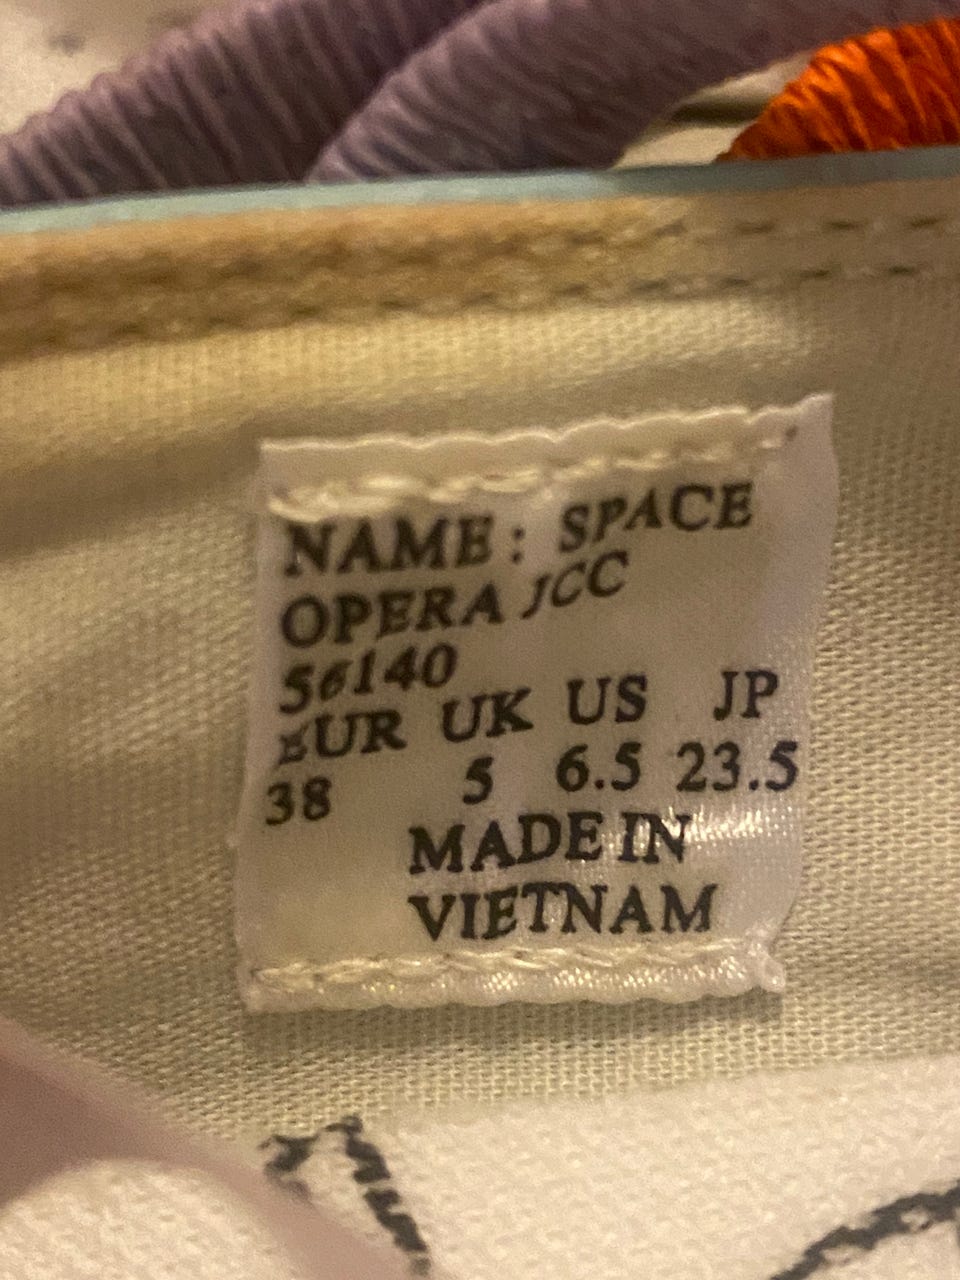 NAME: SPACE
OPERA JCC
56140
EUR UK US JP
38 5 6.5 23.5
MADE IN
VIETNAM